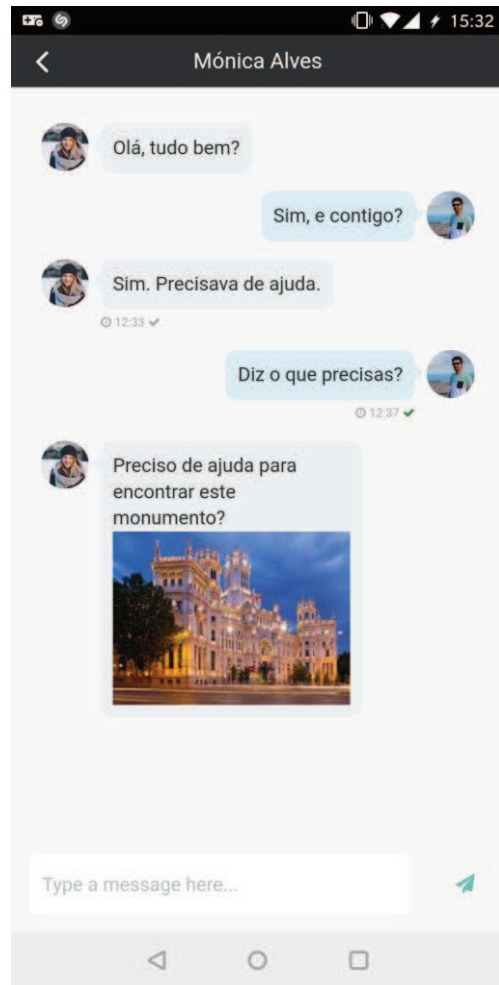 15:32
Mónica Alves
Olá, tudo bem?
Sim, e contigo?
Sim. Precisava de ajuda.
12:33
Diz o que precisas?
12:37
Preciso de ajuda para
encontrar este
monumento?
Type a message here...